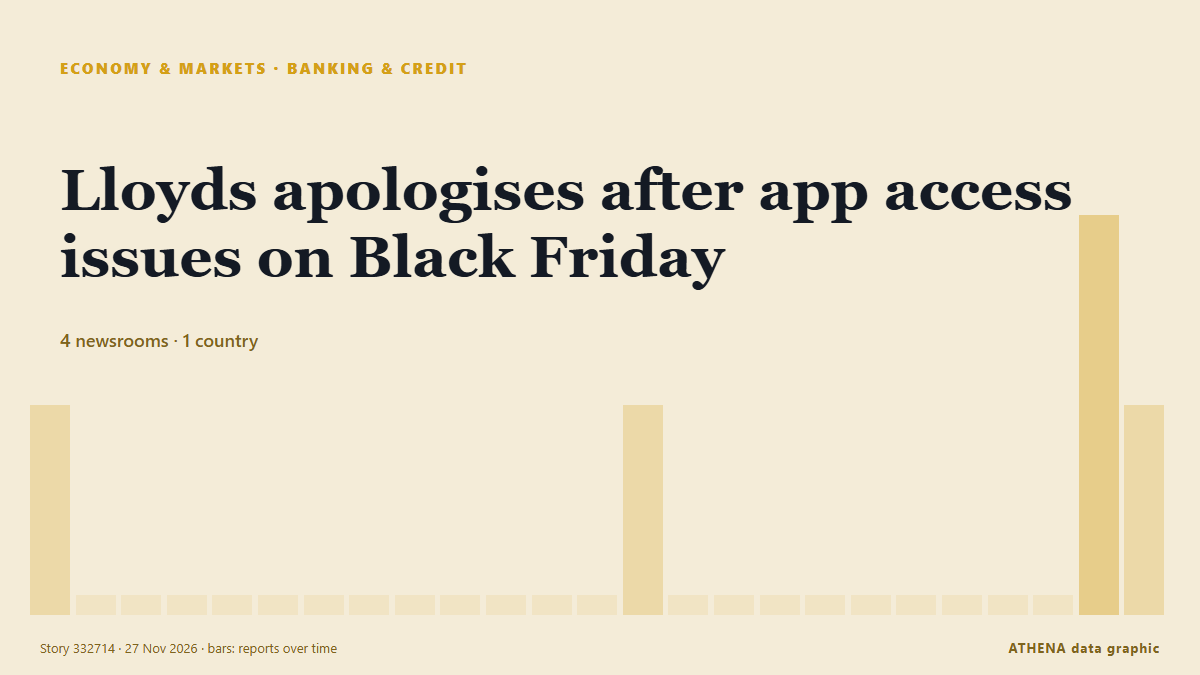 ECONOMY & MARKETS · BANKING & CREDIT
Lloyds apologises after app access
issues on Black Friday
4 newsrooms · 1 country
Story 332714 · 27 Nov 2026 · bars: reports over time
ATHENA data graphic